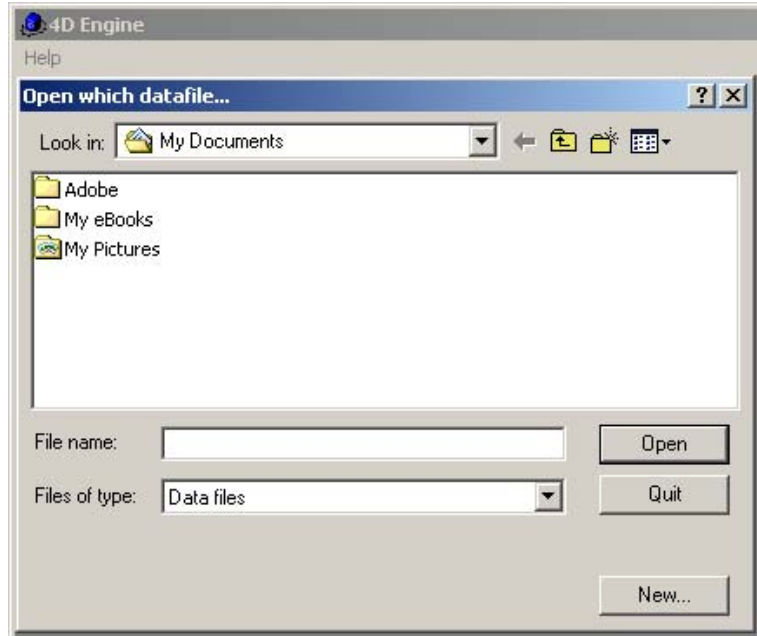 4D Engine
Help
Open which datafile...
Look in: My Documents
Adobe
My eBooks
My Pictures
File name: Open
Files of type: Data files Quit
New...